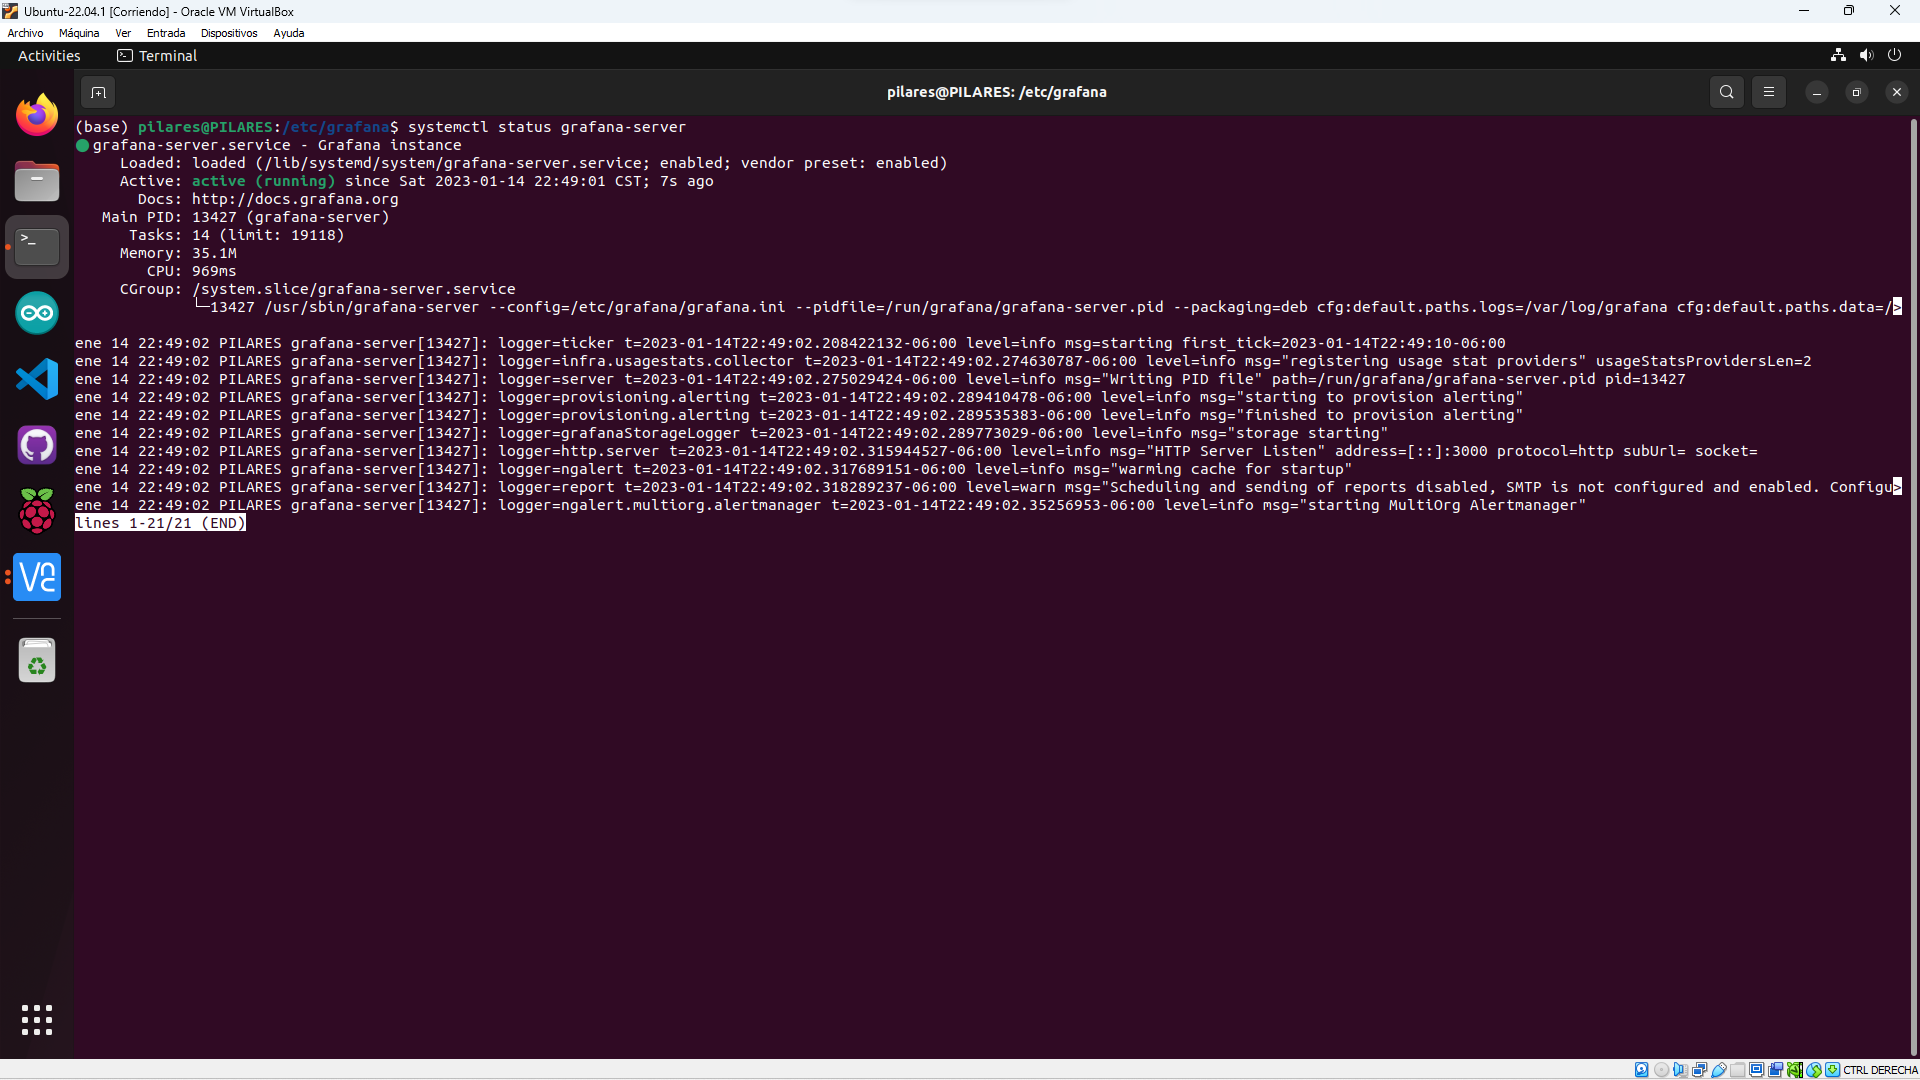 Ubuntu-22.04.1 [Corriendo] - Oracle VM VirtualBox
Archivo Máquina Ver Entrada Dispositivos Ayuda
Activities Terminal
pilares@PILARES: /etc/grafana
(base) pilares@PILARES:/etc/grafana$ systemctl status grafana-server
grafana-server.service - Grafana instance
Loaded: loaded (/lib/systemd/system/grafana-server.service; enabled; vendor preset: enabled)
Active: active (running) since Sat 2023-01-14 22:49:01 CST; 7s ago
Docs: http://docs.grafana.org
Main PID: 13427 (grafana-server)
Tasks: 14 (limit: 19118)
Memory: 35.1M
CPU: 969ms
CGroup: /system.slice/grafana-server.service
└─13427 /usr/sbin/grafana-server --config=/etc/grafana/grafana.ini --pidfile=/run/grafana/grafana-server.pid --packaging=deb cfg:default.paths.logs=/var/log/grafana cfg:default.paths.data=/>
ene 14 22:49:02 PILARES grafana-server[13427]: logger=ticker t=2023-01-14T22:49:02.208422132-06:00 level=info msg=starting first_tick=2023-01-14T22:49:10-06:00
ene 14 22:49:02 PILARES grafana-server[13427]: logger=infra.usagestats.collector t=2023-01-14T22:49:02.274630787-06:00 level=info msg="registering usage stat providers" usageStatsProvidersLen=2
ene 14 22:49:02 PILARES grafana-server[13427]: logger=server t=2023-01-14T22:49:02.275029424-06:00 level=info msg="Writing PID file" path=/run/grafana/grafana-server.pid pid=13427
ene 14 22:49:02 PILARES grafana-server[13427]: logger=provisioning.alerting t=2023-01-14T22:49:02.289410478-06:00 level=info msg="starting to provision alerting"
ene 14 22:49:02 PILARES grafana-server[13427]: logger=provisioning.alerting t=2023-01-14T22:49:02.289535383-06:00 level=info msg="finished to provision alerting"
ene 14 22:49:02 PILARES grafana-server[13427]: logger=grafanaStorageLogger t=2023-01-14T22:49:02.289773029-06:00 level=info msg="storage starting"
ene 14 22:49:02 PILARES grafana-server[13427]: logger=http.server t=2023-01-14T22:49:02.315944527-06:00 level=info msg="HTTP Server Listen" address=[::]:3000 protocol=http subUrl= socket=
ene 14 22:49:02 PILARES grafana-server[13427]: logger=ngalert t=2023-01-14T22:49:02.317689151-06:00 level=info msg="warming cache for startup"
ene 14 22:49:02 PILARES grafana-server[13427]: logger=report t=2023-01-14T22:49:02.318289237-06:00 level=warn msg="Scheduling and sending of reports disabled, SMTP is not configured and enabled. Configu>
ene 14 22:49:02 PILARES grafana-server[13427]: logger=ngalert.multiorg.alertmanager t=2023-01-14T22:49:02.35256953-06:00 level=info msg="starting MultiOrg Alertmanager"
lines 1-21/21 (END)
CTRL DERECHA